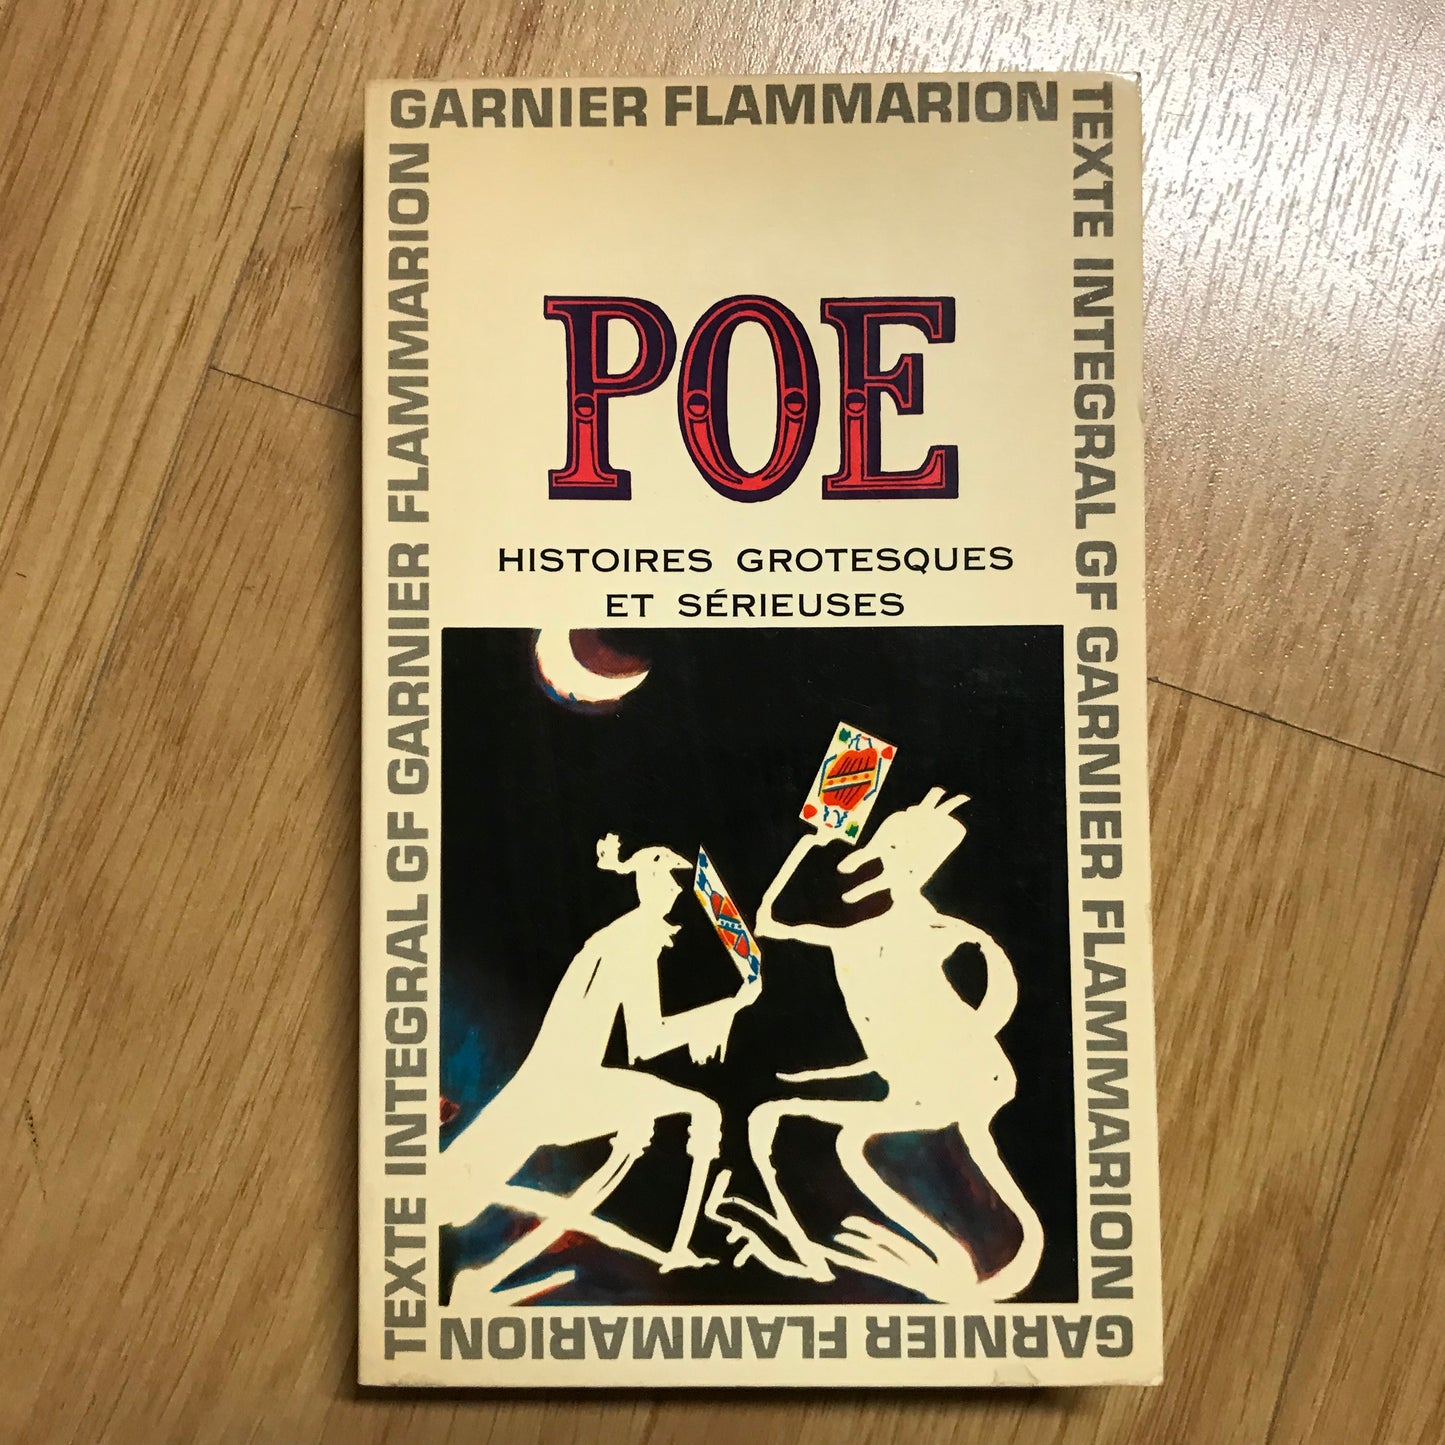 GARNIER FLAMMARION
TEXTE INTEGRAL GF GARNIER FLAMMARION
POE
HISTOIRES GROTESQUES
ET SÉRIEUSES
TEXTE INTEGRAL GF GARNIER FLAMMARION
GARNIER FLAMMARION